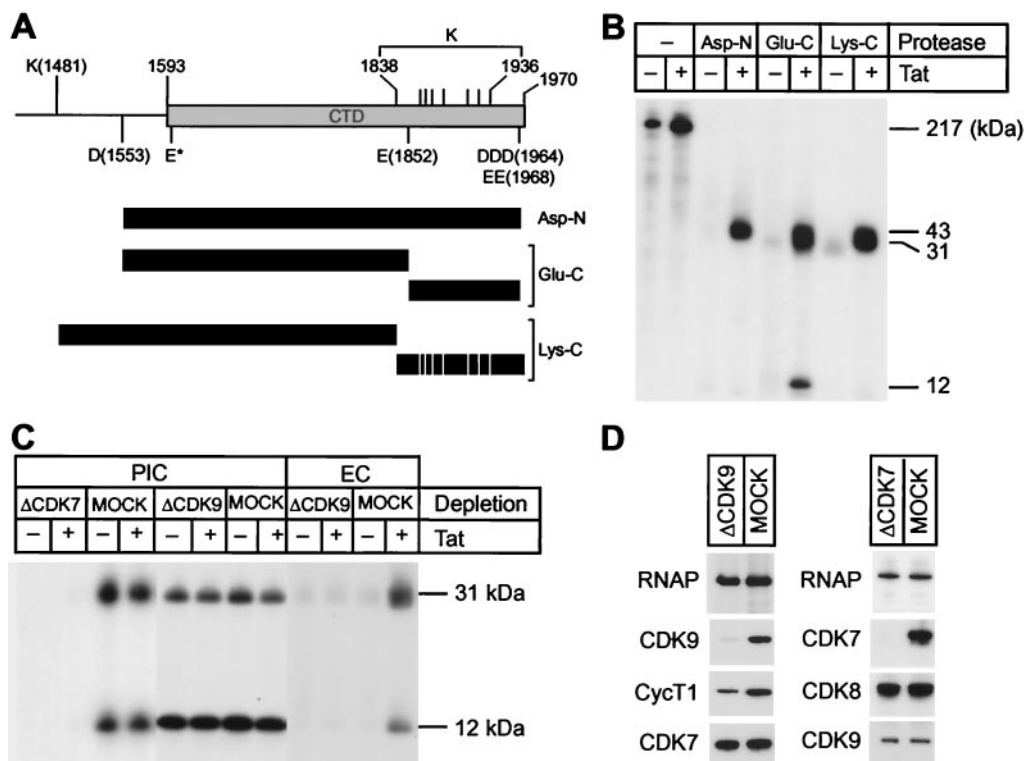 A
K
K(1481)
1593
1838
1936
1970
CTD
D(1553)
E*
E(1852)
DDD(1964)
EE(1968)
Asp-N
Glu-C
Lys-C
B
– Asp-N Glu-C Lys-C Protease
– + – + – + – + Tat
217 (kDa)
43
31
12
C
PIC EC
ΔCDK7 MOCK ΔCDK9 MOCK ΔCDK9 MOCK Depletion
– + – + – + – + – + – + Tat
31 kDa
12 kDa
D
ΔCDK9 MOCK
RNAP
CDK9
CycT1
CDK7
ΔCDK7 MOCK
RNAP
CDK7
CDK8
CDK9